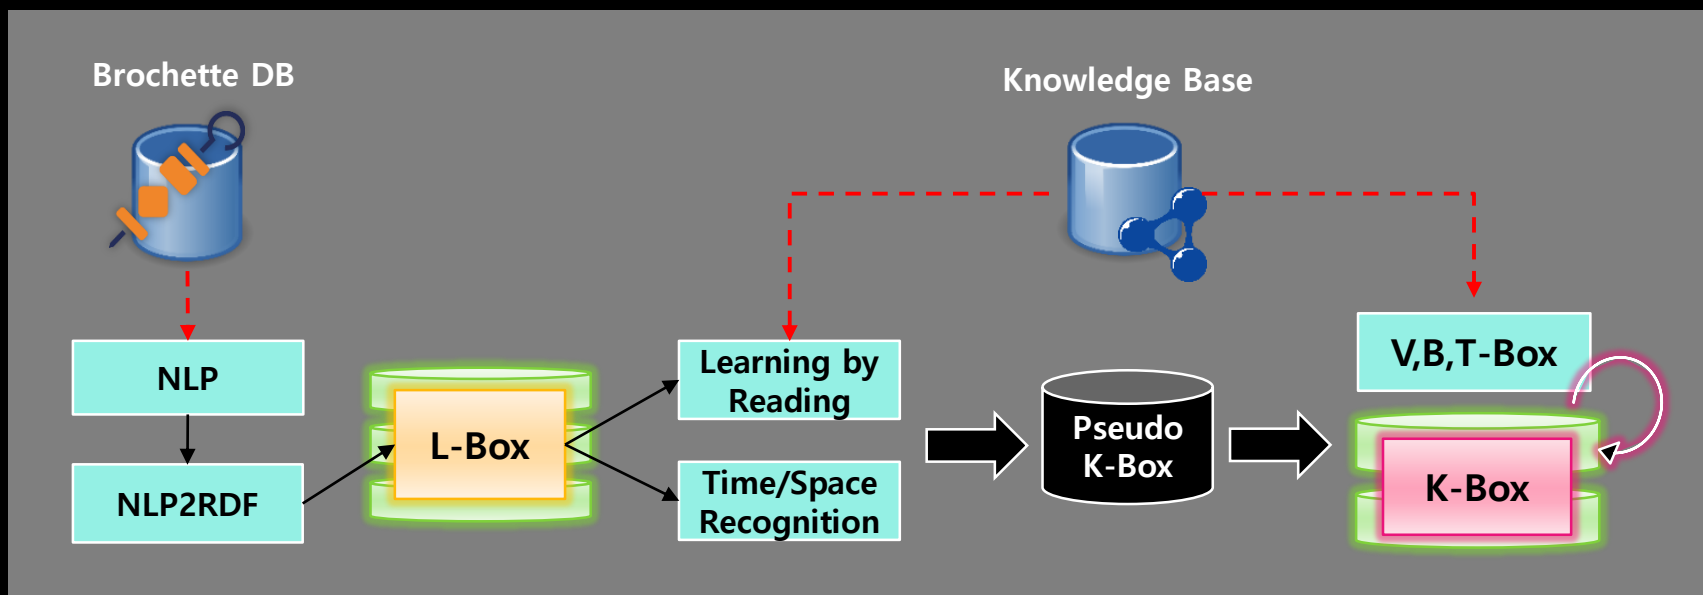 Brochette DB
Knowledge Base
NLP
NLP2RDF
L-Box
Learning by
Reading
Time/Space
Recognition
Pseudo
K-Box
V,B,T-Box
K-Box